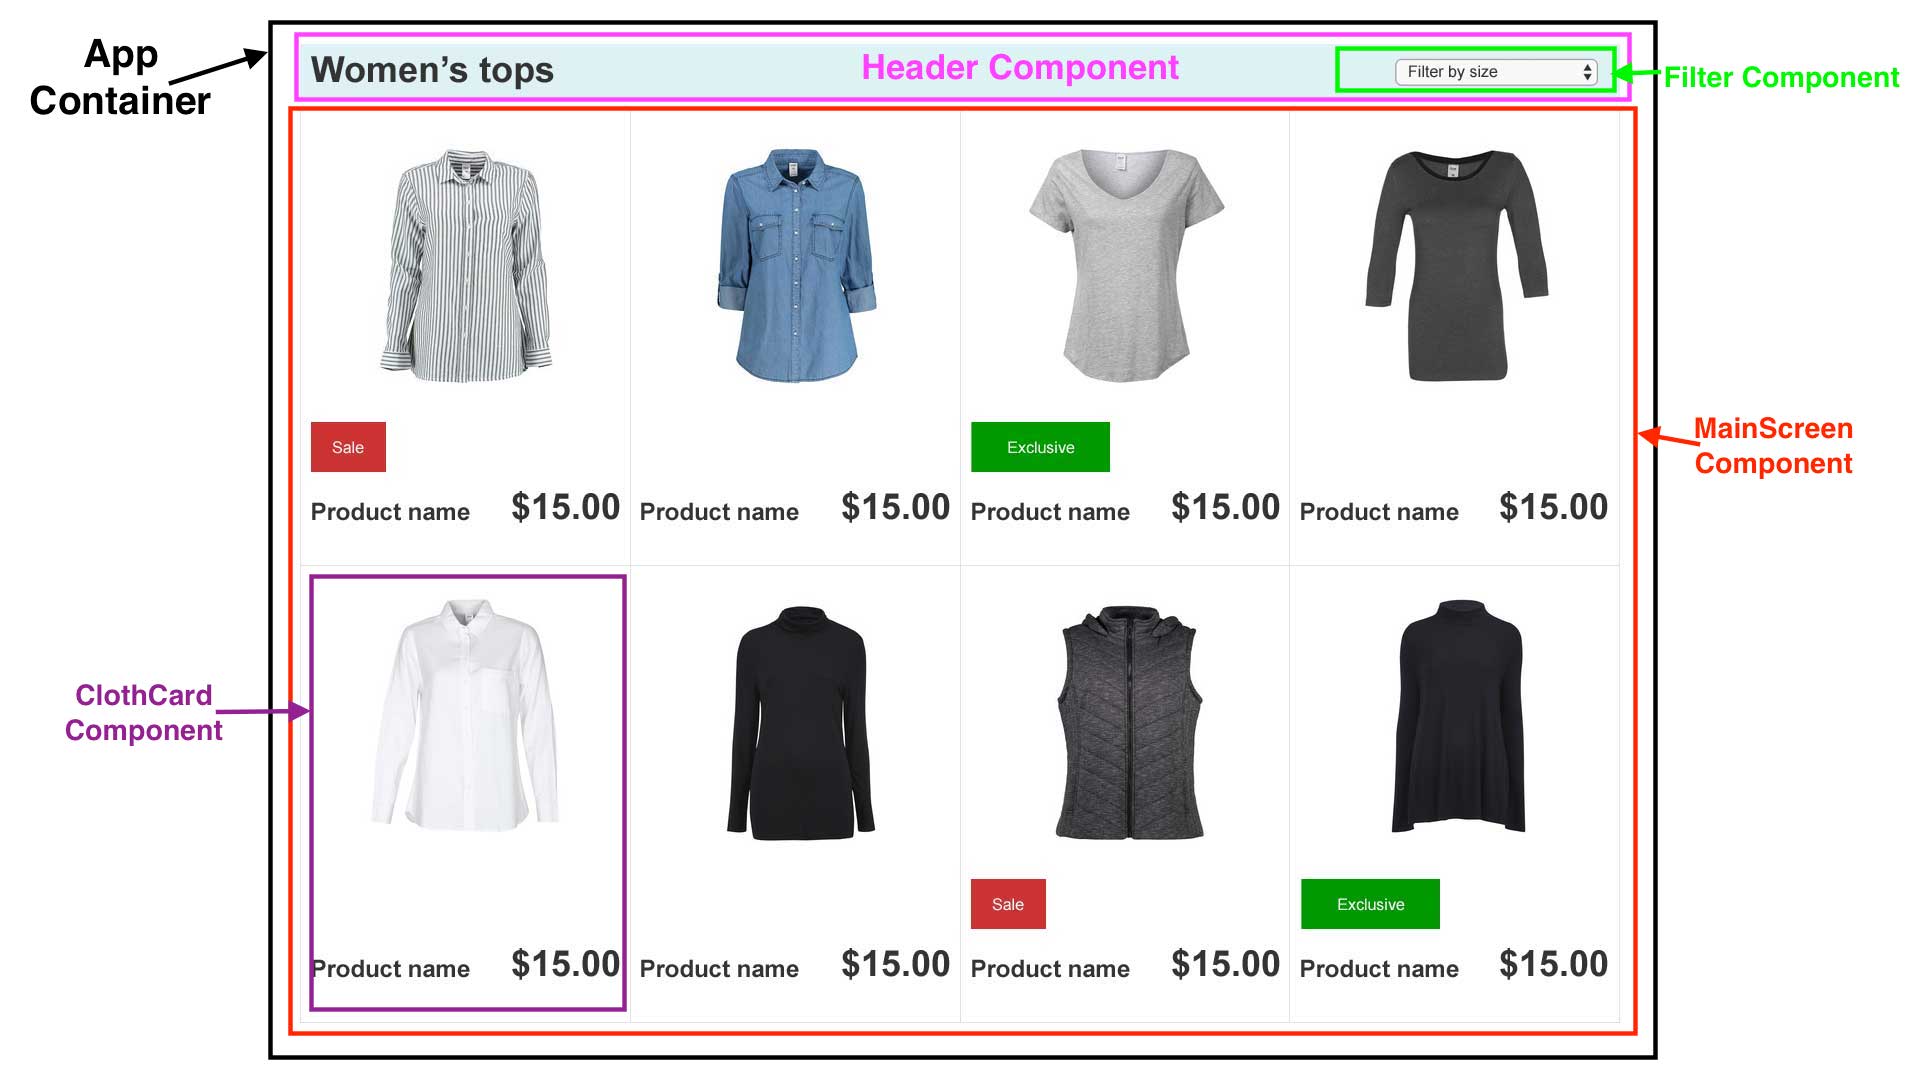 App
Container
Women’s tops
Header Component
Filter by size
Filter Component
Sale
Exclusive
Product name $15.00
Product name $15.00
Product name $15.00
Product name $15.00
MainScreen
Component
ClothCard
Component
Sale
Exclusive
Product name $15.00
Product name $15.00
Product name $15.00
Product name $15.00